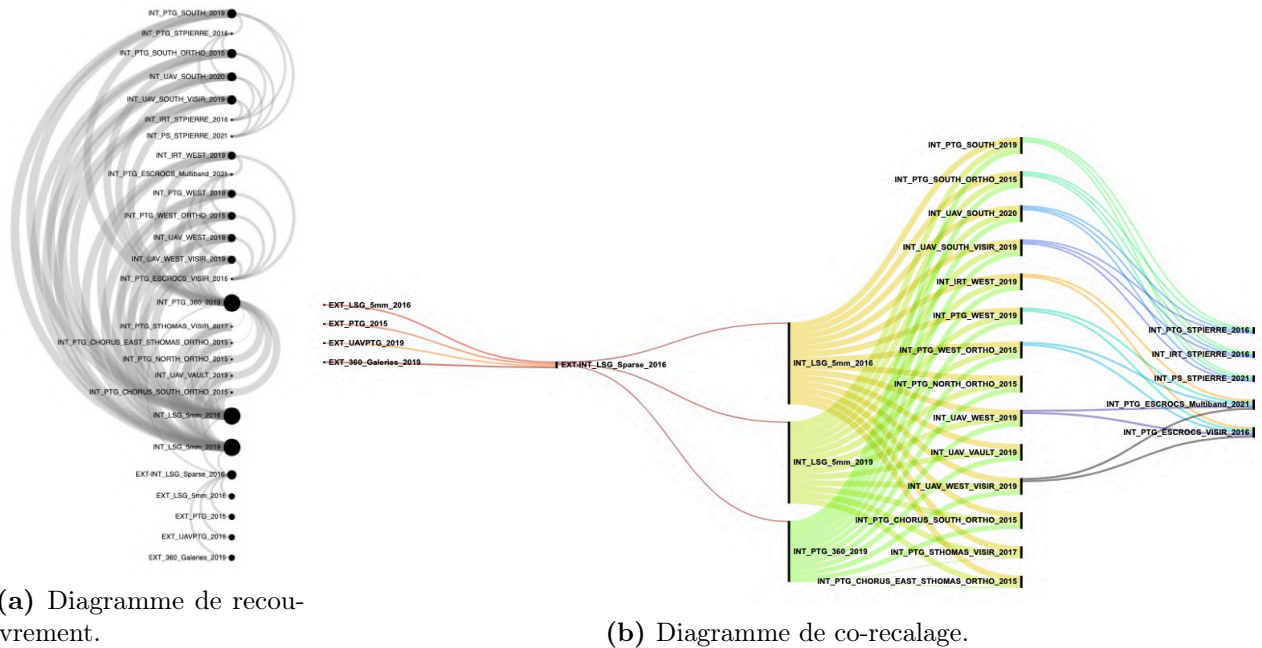 INT_PTG_SOUTH_2019
INT_PTG_STPIERRE_2016
INT_PTG_SOUTH_ORTHO_2015
INT_UAV_SOUTH_2020
INT_UAV_SOUTH_VISIR_2019
INT_IRT_STPIERRE_2016
INT_PS_STPIERRE_2021
INT_IRT_WEST_2019
INT_PTG_ESCROCS_Multiband_2021
INT_PTG_WEST_2019
INT_PTG_WEST_ORTHO_2015
INT_UAV_WEST_2019
INT_UAV_WEST_VISIR_2019
INT_PTG_ESCROCS_VISIR_2016
INT_PTG_360_2019
INT_PTG_STHOMAS_VISIR_2017
INT_PTG_CHORUS_EAST_STHOMAS_ORTHO_2015
INT_PTG_NORTH_ORTHO_2015
INT_UAV_VAULT_2019
INT_PTG_CHORUS_SOUTH_ORTHO_2015
INT_LSG_5mm_2016
INT_LSG_5mm_2019
EXT-INT_LSG_Sparse_2016
EXT_LSG_5mm_2016
EXT_PTG_2015
EXT_UAVPTG_2019
EXT_360_Galeries_2019
(a) Diagramme de recou-
vrement.
EXT_LSG_5mm_2016
EXT_PTG_2015
EXT_UAVPTG_2019
EXT_360_Galeries_2019
EXT-INT_LSG_Sparse_2016
INT_LSG_5mm_2016
INT_LSG_5mm_2019
INT_PTG_360_2019
INT_PTG_SOUTH_2019
INT_PTG_SOUTH_ORTHO_2015
INT_UAV_SOUTH_2020
INT_UAV_SOUTH_VISIR_2019
INT_IRT_WEST_2019
INT_PTG_WEST_2019
INT_PTG_WEST_ORTHO_2015
INT_PTG_NORTH_ORTHO_2015
INT_UAV_WEST_2019
INT_UAV_VAULT_2019
INT_UAV_WEST_VISIR_2019
INT_PTG_CHORUS_SOUTH_ORTHO_2015
INT_PTG_STHOMAS_VISIR_2017
INT_PTG_CHORUS_EAST_STHOMAS_ORTHO_2015
INT_PTG_STPIERRE_2016
INT_IRT_STPIERRE_2016
INT_PS_STPIERRE_2021
INT_PTG_ESCROCS_Multiband_2021
INT_PTG_ESCROCS_VISIR_2016
(b) Diagramme de co-recalage.